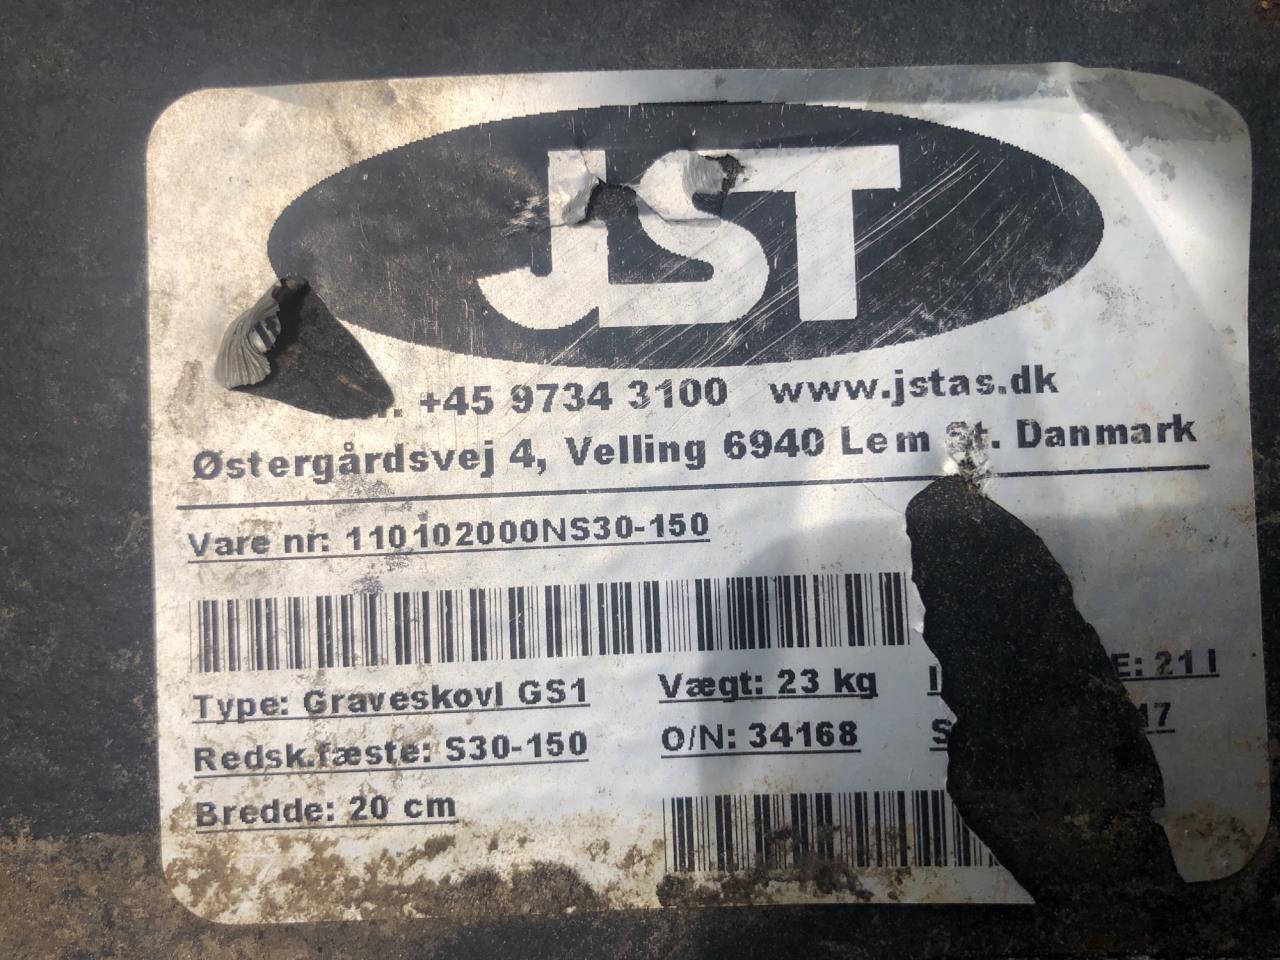 JST
+45 9734 3100 www.jstas.dk
Østergårdsvej 4, Velling 6940 Lem St. Danmark
Vare nr: 110102000NS30-150
Type: Graveskovl GS1 Vægt: 23 kg E: 21 l
Redsk.fæste: S30-150 O/N: 34168
Bredde: 20 cm